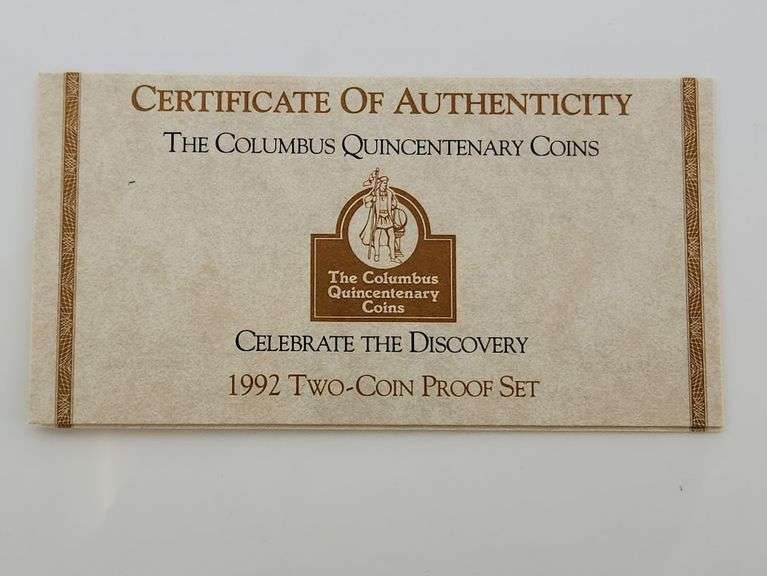 CERTIFICATE OF AUTHENTICITY
THE COLUMBUS QUINCENTENARY COINS
The Columbus
Quincentenary
Coins
CELEBRATE THE DISCOVERY
1992 TWO-COIN PROOF SET